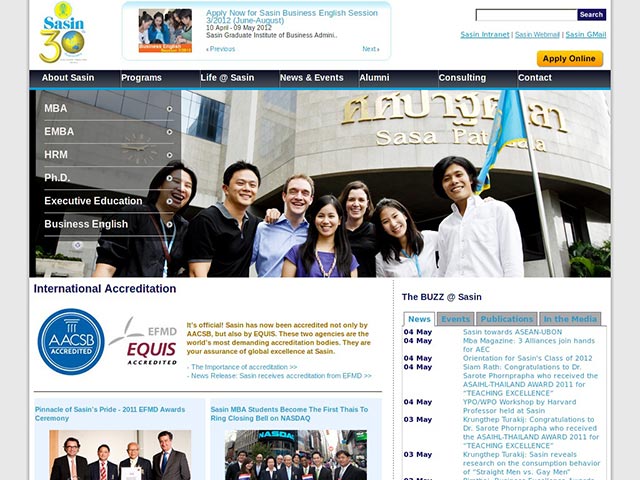 Sasin
30
Apply Now for Sasin Business English Session
3/2012 (June-August)
10 April - 09 May 2012
Sasin Graduate Institute of Business Admini..
‹ Previous
Next ›
Business English
Search
Sasin Intranet | Sasin Webmail | Sasin GMail
Apply Online
About Sasin
Programs
Life @ Sasin
News & Events
Alumni
Consulting
Contact
MBA
EMBA
HRM
Ph.D.
Executive Education
Business English
ศศปาฐศาลา
Sasa Patasala
International Accreditation
AACSB
ACCREDITED
EFMD
EQUIS
ACCREDITED
It's official! Sasin has now been accredited not only by
AACSB, but also by EQUIS. These two agencies are the
world's most demanding accreditation bodies. They are
your assurance of global excellence at Sasin.
- The Importance of accreditation >>
- News Release: Sasin receives accreditation from EFMD >>
Pinnacle of Sasin's Pride - 2011 EFMD Awards
Ceremony
Sasin MBA Students Become The First Thais To
Ring Closing Bell on NASDAQ
NASDAQ
The BUZZ @ Sasin
News
Events
Publications
In the Media
04 May Sasin towards ASEAN-UBON
04 May Mba Magazine: 3 Alliances join hands
for AEC
04 May Orientation for Sasin's Class of 2012
04 May Siam Rath: Congratulations to Dr.
Sarote Phornprapha who received the
ASAIHL-THAILAND AWARD 2011 for
"TEACHING EXCELLENCE"
04 May YPO/WPO Workshop by Harvard
Professor held at Sasin
03 May Krungthep Turakij: Congratulations to
Dr. Sarote Phornprapha who received
the ASAIHL-THAILAND AWARD 2011 for
"TEACHING EXCELLENCE"
03 May Krungthep Turakij: Sasin reveals
research on the consumption behavior
of "Straight Men vs. Gay Men"